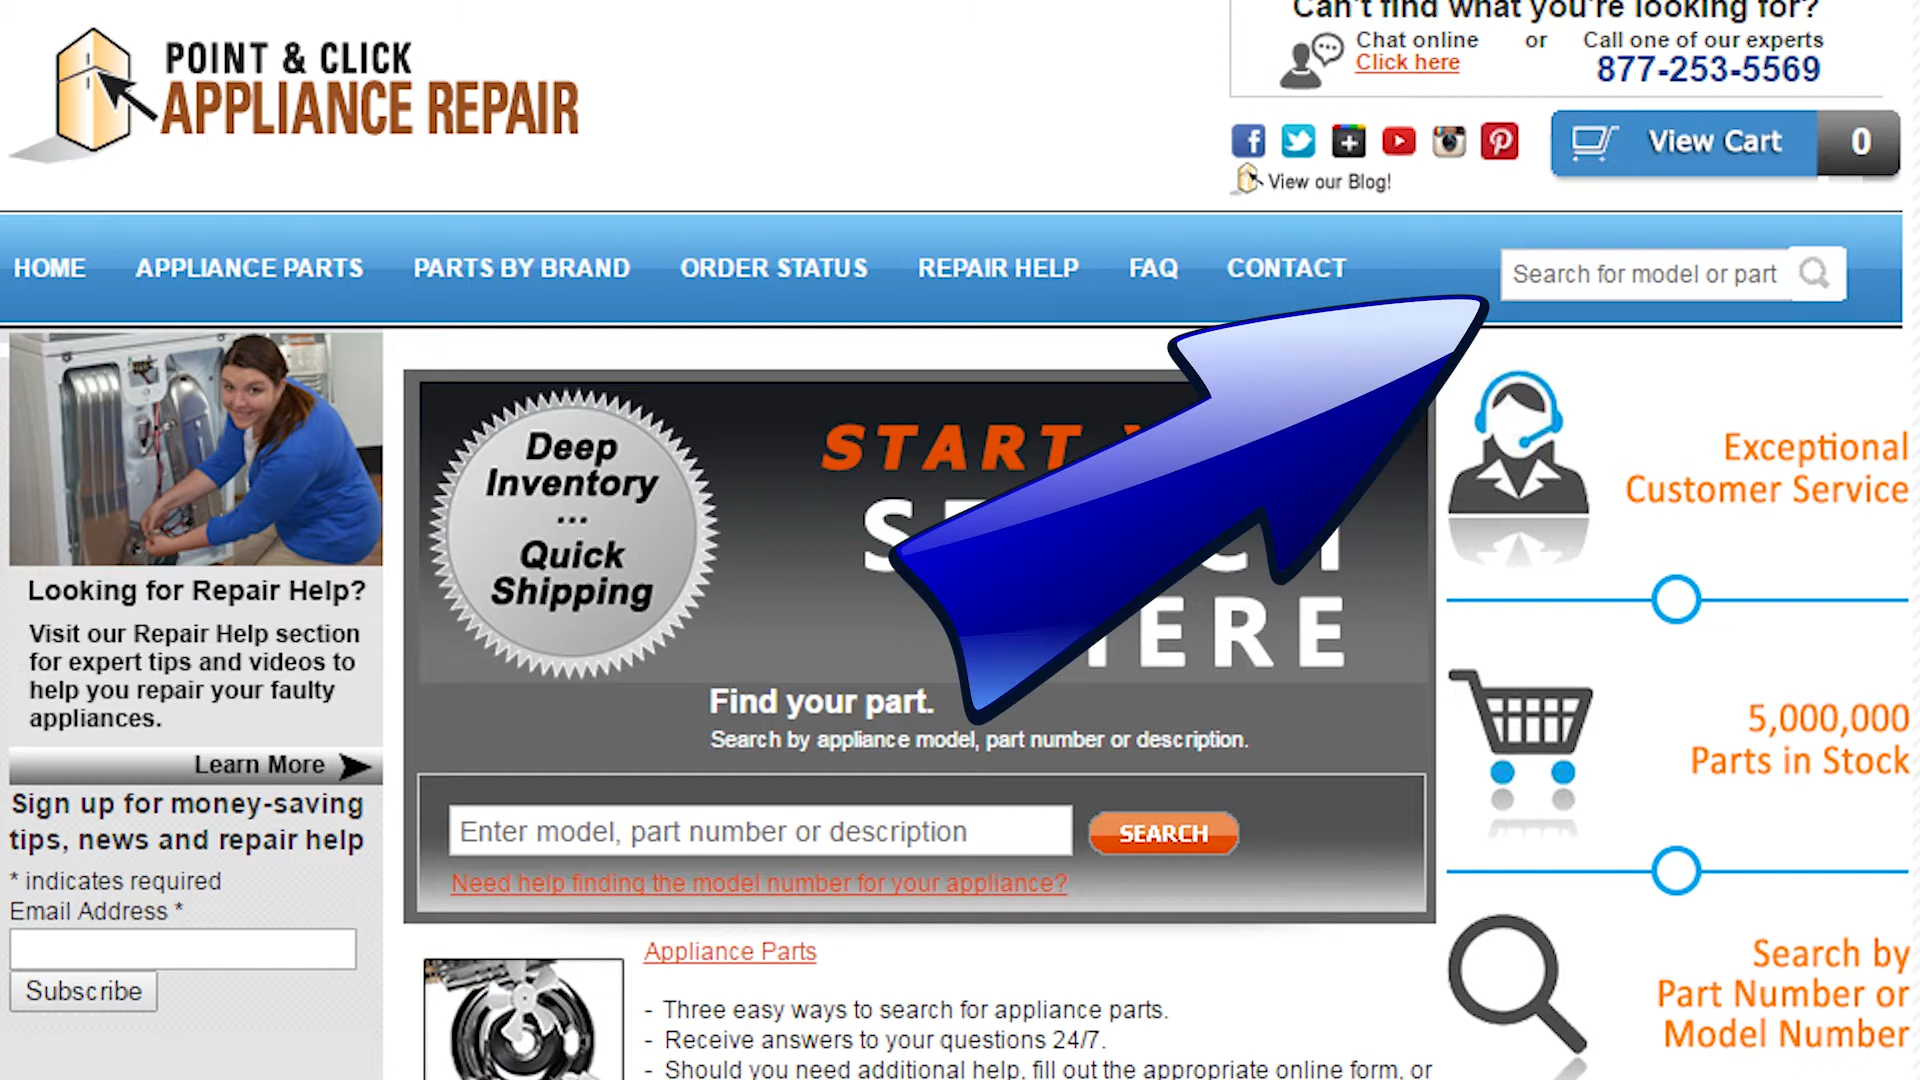 Can't find what you're looking for?
Chat online or Call one of our experts
Click here 877-253-5569
POINT & CLICK
APPLIANCE REPAIR
View Cart 0
View our Blog!
HOME APPLIANCE PARTS PARTS BY BRAND ORDER STATUS REPAIR HELP FAQ CONTACT
Search for model or part
Looking for Repair Help?
Visit our Repair Help section
for expert tips and videos to
help you repair your faulty
appliances.
Learn More
Sign up for money-saving
tips, news and repair help
* indicates required
Email Address *
Subscribe
Deep
Inventory
...
Quick
Shipping
START
Find your part.
Search by appliance model, part number or description.
Enter model, part number or description
SEARCH
Need help finding the model number for your appliance?
Appliance Parts
- Three easy ways to search for appliance parts.
- Receive answers to your questions 24/7.
- Should you need additional help, fill out the appropriate online form, or
Exceptional
Customer Service
5,000,000
Parts in Stock
Search by
Part Number or
Model Number